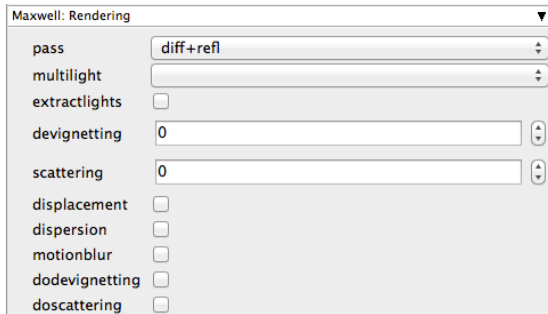 Maxwell: Rendering
pass diff+refl
multilight
extractlights
devignetting 0
scattering 0
displacement
dispersion
motionblur
dodevignetting
doscattering